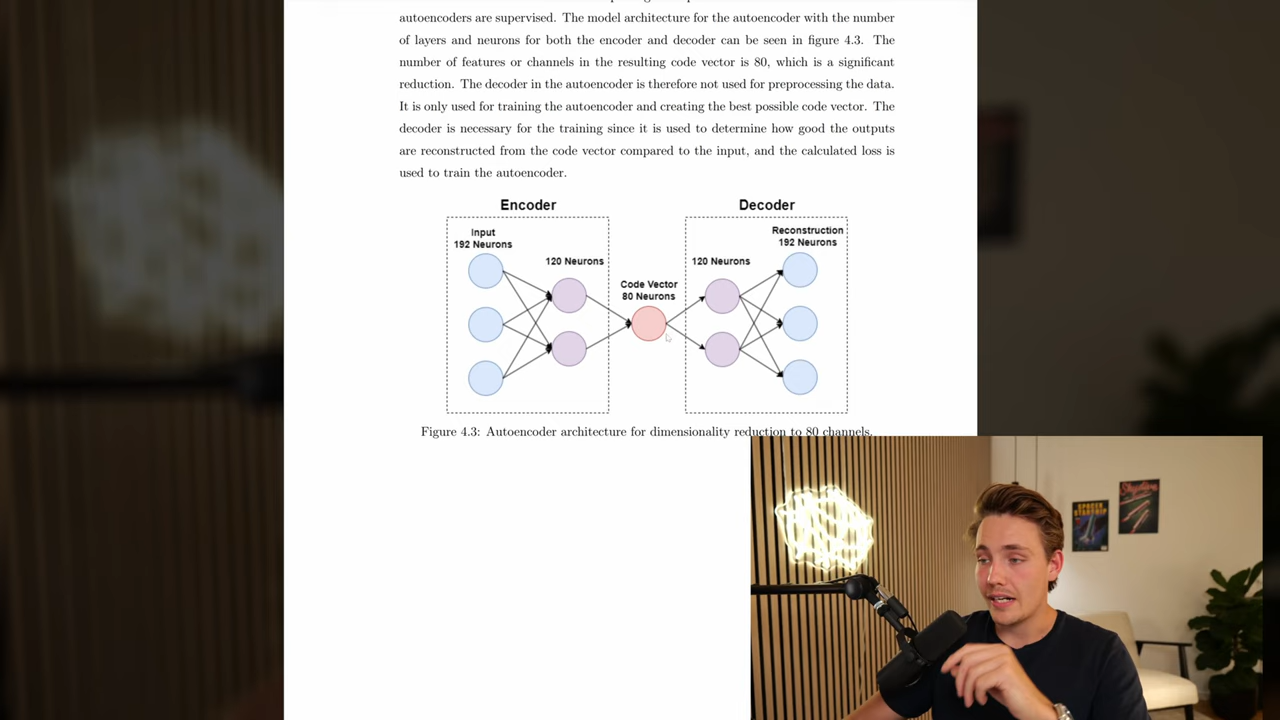 autoencoders are supervised. The model architecture for the autoencoder with the number
of layers and neurons for both the encoder and decoder can be seen in figure 4.3. The
number of features or channels in the resulting code vector is 80, which is a significant
reduction. The decoder in the autoencoder is therefore not used for preprocessing the data.
It is only used for training the autoencoder and creating the best possible code vector. The
decoder is necessary for the training since it is used to determine how good the outputs
are reconstructed from the code vector compared to the input, and the calculated loss is
used to train the autoencoder.
Encoder
Decoder
Input
192 Neurons
Reconstruction
192 Neurons
120 Neurons
120 Neurons
Code Vector
80 Neurons
Figure 4.3: Autoencoder architecture for dimensionality reduction to 80 channels.
STARSHIP